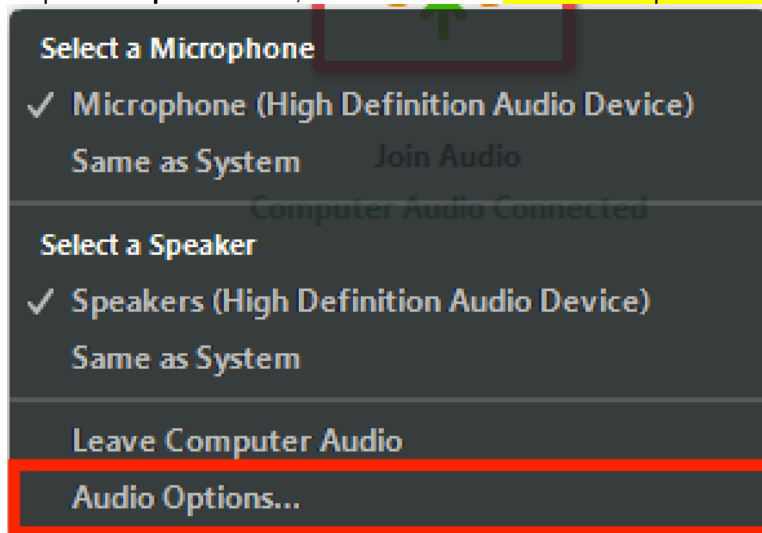 Select a Microphone
✓ Microphone (High Definition Audio Device)
Same as System
Join Audio
Computer Audio Connected
Select a Speaker
✓ Speakers (High Definition Audio Device)
Same as System
Leave Computer Audio
Audio Options...